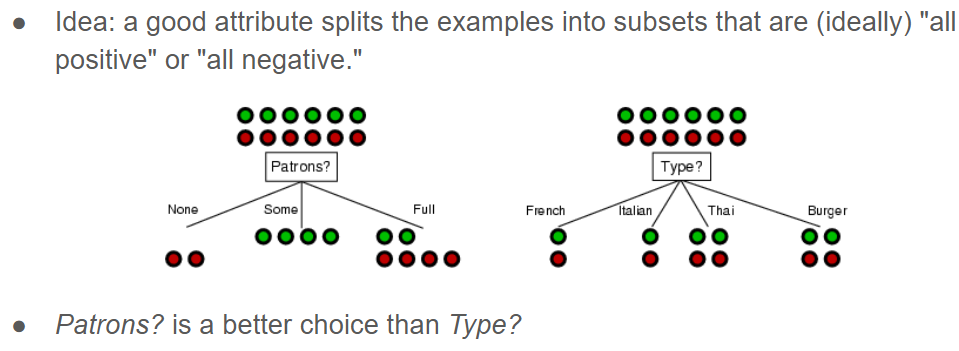 ● Idea: a good attribute splits the examples into subsets that are (ideally) "all
positive" or "all negative."
Patrons? Type?
None Some Full French Italian Thai Burger
● Patrons? is a better choice than Type?